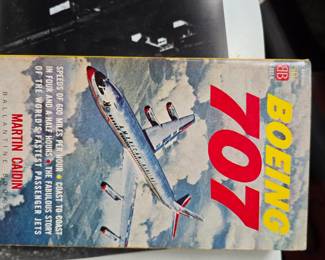 BB
BOEING
707
SPEEDS OF 600 MILES PER HOUR • COAST-TO-COAST
IN FOUR AND A HALF HOURS • THE FABULOUS STORY
OF THE WORLD'S FASTEST PASSENGER JETS
MARTIN CAIDIN
BALLANTINE